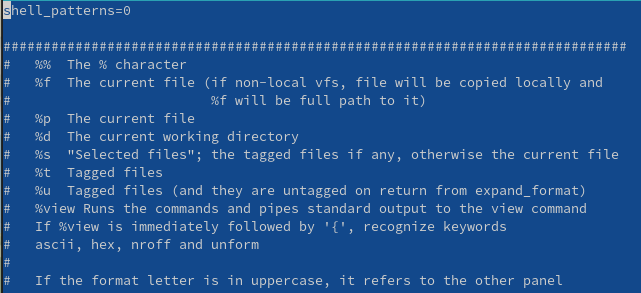 shell_patterns=0

###############################################################################
#   %%  The % character
#   %f  The current file (if non-local vfs, file will be copied locally and
#                         %f will be full path to it)
#   %p  The current file
#   %d  The current working directory
#   %s  "Selected files"; the tagged files if any, otherwise the current file
#   %t  Tagged files
#   %u  Tagged files (and they are untagged on return from expand_format)
#   %view Runs the commands and pipes standard output to the view command
#   If %view is immediately followed by '{', recognize keywords
#   ascii, hex, nroff and unform
#
#   If the format letter is in uppercase, it refers to the other panel